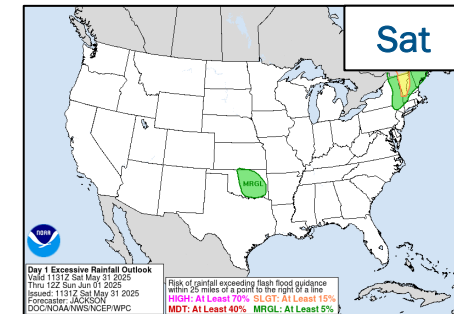 Sat
MRGL
NOAA
Day 1 Excessive Rainfall Outlook
Valid 1131Z Sat May 31 2025
Thru 12Z Sun Jun 01 2025
Issued: 1131Z Sat May 31 2025
Forecaster: JACKSON
DOC/NOAA/NWS/NCEP/WPC
Risk of rainfall exceeding flash flood guidance
within 25 miles of a point to the right of a line
HIGH: At Least 70% SLGT: At Least 15%
MDT: At Least 40% MRGL: At Least 5%